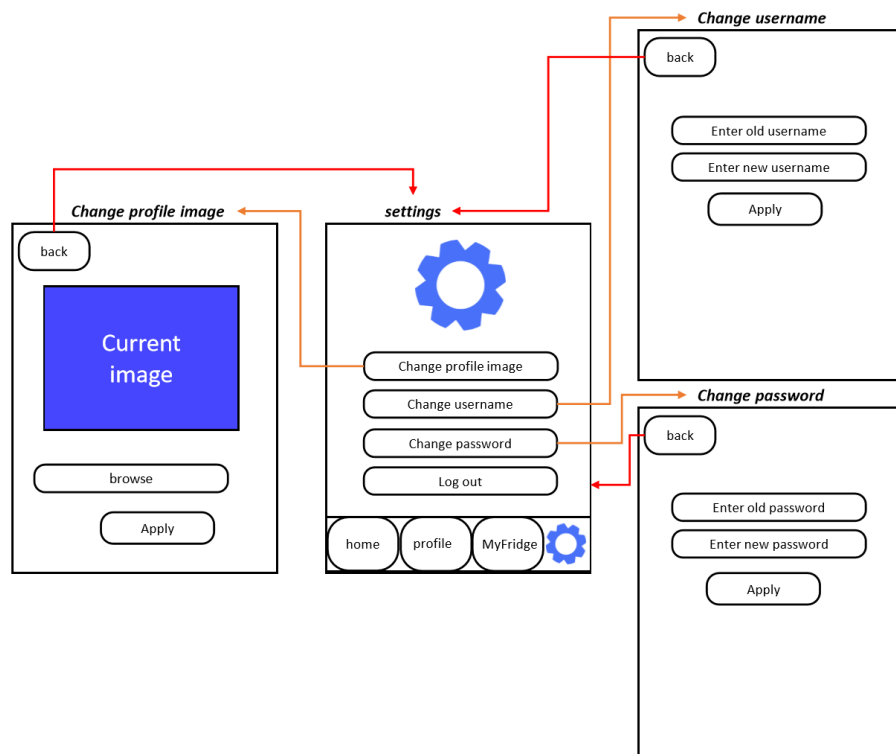 Change username
back
Enter old username
Enter new username
Apply
Change profile image
back
Current
image
browse
Apply
settings
Change profile image
Change username
Change password
Log out
home
profile
MyFridge
Change password
back
Enter old password
Enter new password
Apply